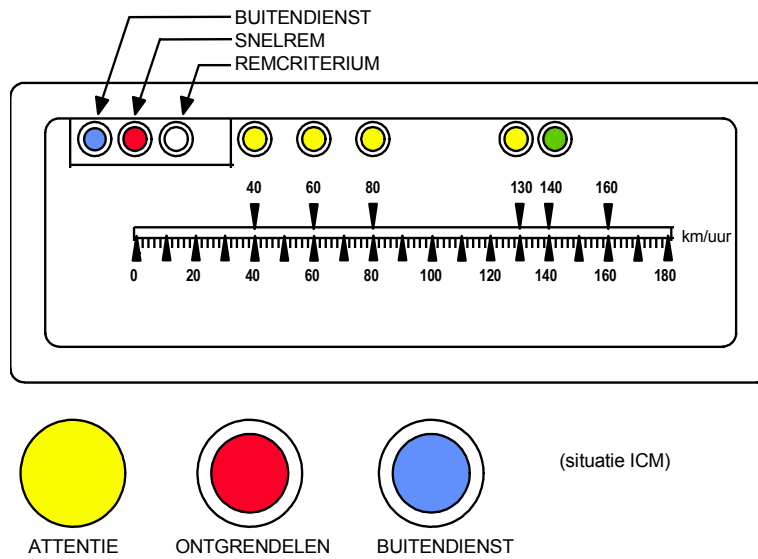 BUITENDIENST
SNELREM
REMCRITERIUM
40 60 80 130 140 160
km/uur
0 20 40 60 80 100 120 140 160 180
(situatie ICM)
ATTENTIE ONTGRENDELEN BUITENDIENST